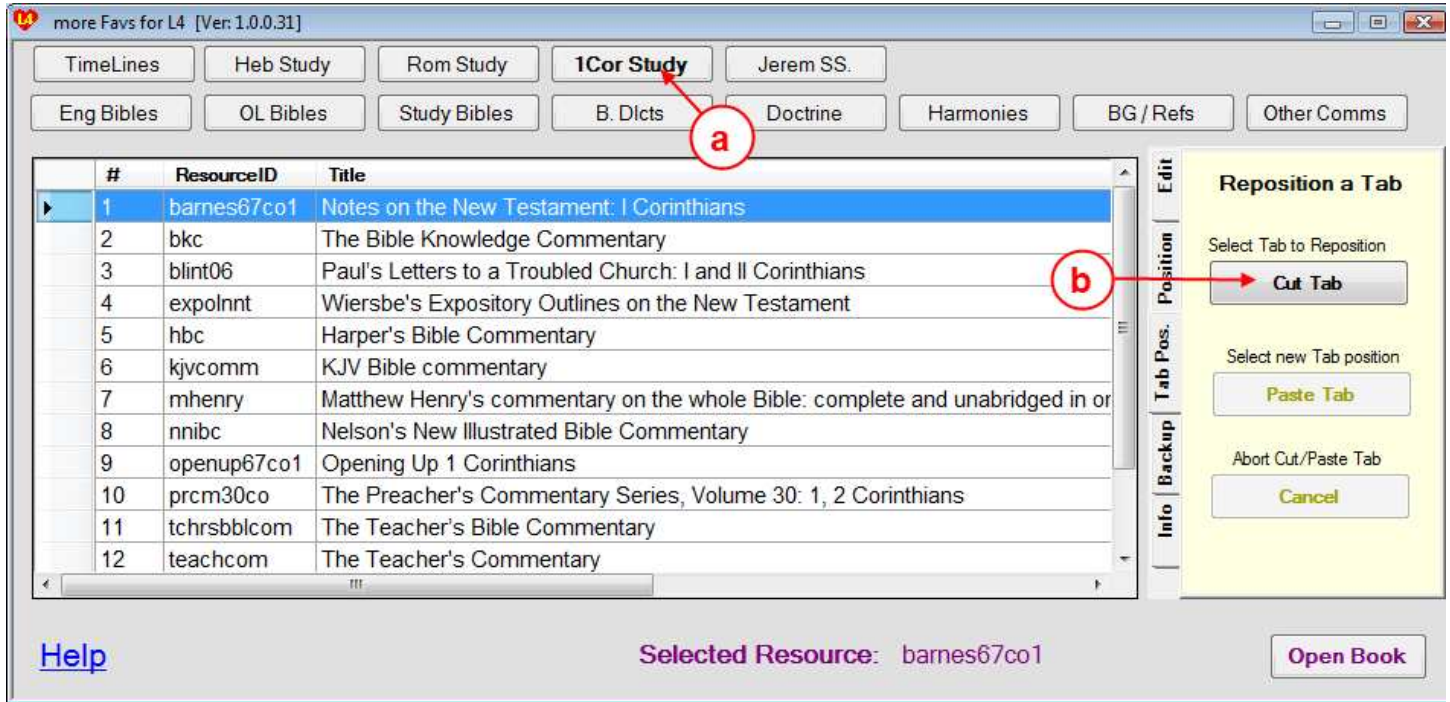 L4 more Favs for L4 [Ver: 1.0.0.31]
TimeLines Heb Study Rom Study 1Cor Study Jerem SS.
Eng Bibles OL Bibles Study Bibles B. DIcts Doctrine Harmonies BG / Refs Other Comms
a
# ResourceID Title
1 barnes67co1 Notes on the New Testament: I Corinthians
2 bkc The Bible Knowledge Commentary
3 blint06 Paul's Letters to a Troubled Church: I and II Corinthians
4 expolnnt Wiersbe's Expository Outlines on the New Testament
5 hbc Harper's Bible Commentary
6 kjvcomm KJV Bible commentary
7 mhenry Matthew Henry's commentary on the whole Bible: complete and unabridged in or
8 nnibc Nelson's New Illustrated Bible Commentary
9 openup67co1 Opening Up 1 Corinthians
10 prcm30co The Preacher's Commentary Series, Volume 30: 1, 2 Corinthians
11 tchrsbblcom The Teacher's Bible Commentary
12 teachcom The Teacher's Commentary
b
Edit
Position
Tab Pos.
Backup
Info
Reposition a Tab
Select Tab to Reposition
Cut Tab
Select new Tab position
Paste Tab
Abort Cut/Paste Tab
Cancel
Help
Selected Resource: barnes67co1
Open Book